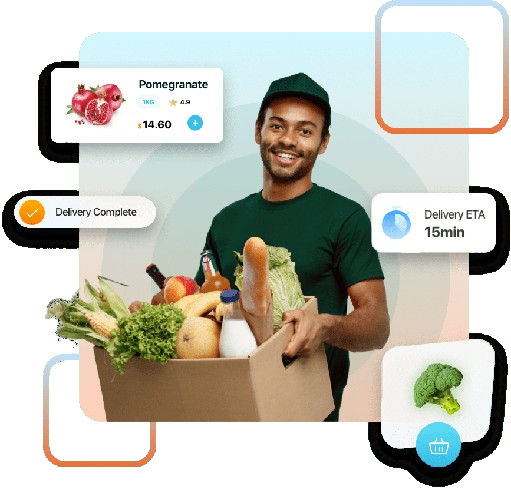 Pomegranate
1KG ★ 4.9
$14.60 +
Delivery Complete
Delivery ETA
15min